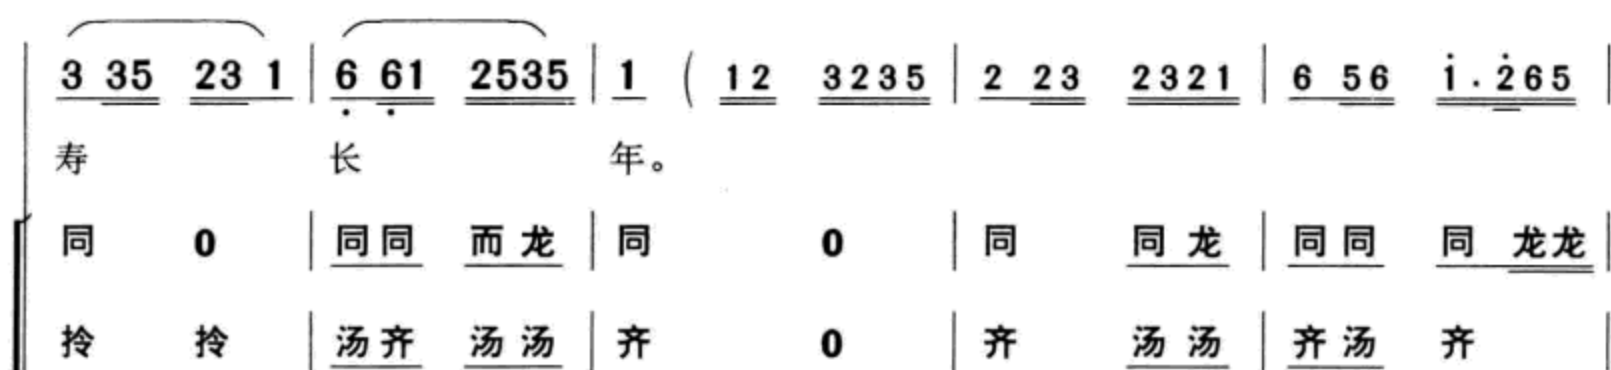 3 35 23 1 | 6 61 2535 | 1 ( 12 3235 | 2 23 2321 | 6 56 1·265 |
寿 长 年。
同 0 | 同同 而龙 | 同 0 | 同 同龙 | 同同 同 龙龙 |
拎 拎 | 汤齐 汤汤 | 齐 0 | 齐 汤汤 | 齐汤 齐 |